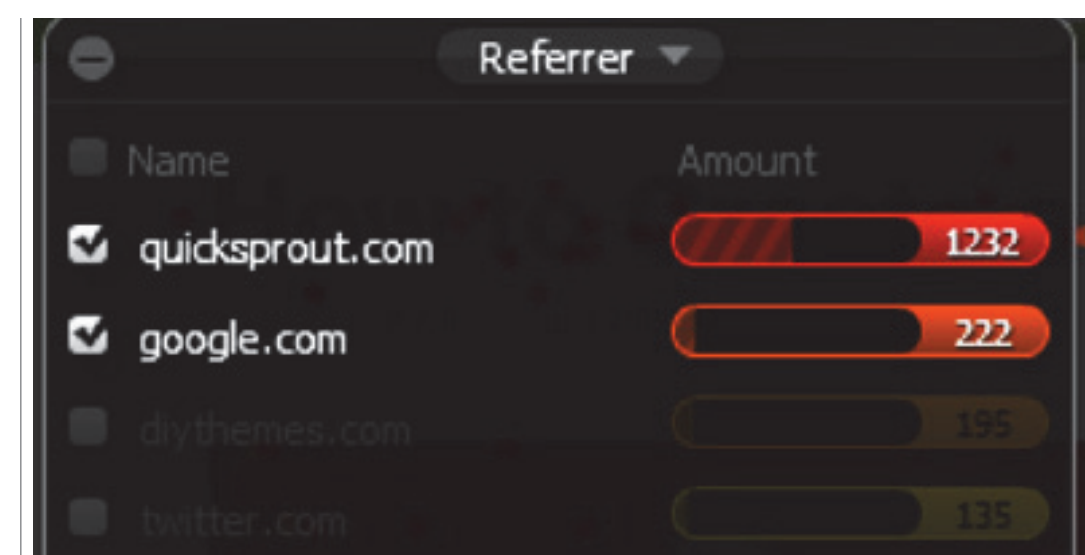 Referrer
Name Amount
quicksprout.com 1232
google.com 222
diythemes.com 195
twitter.com 135